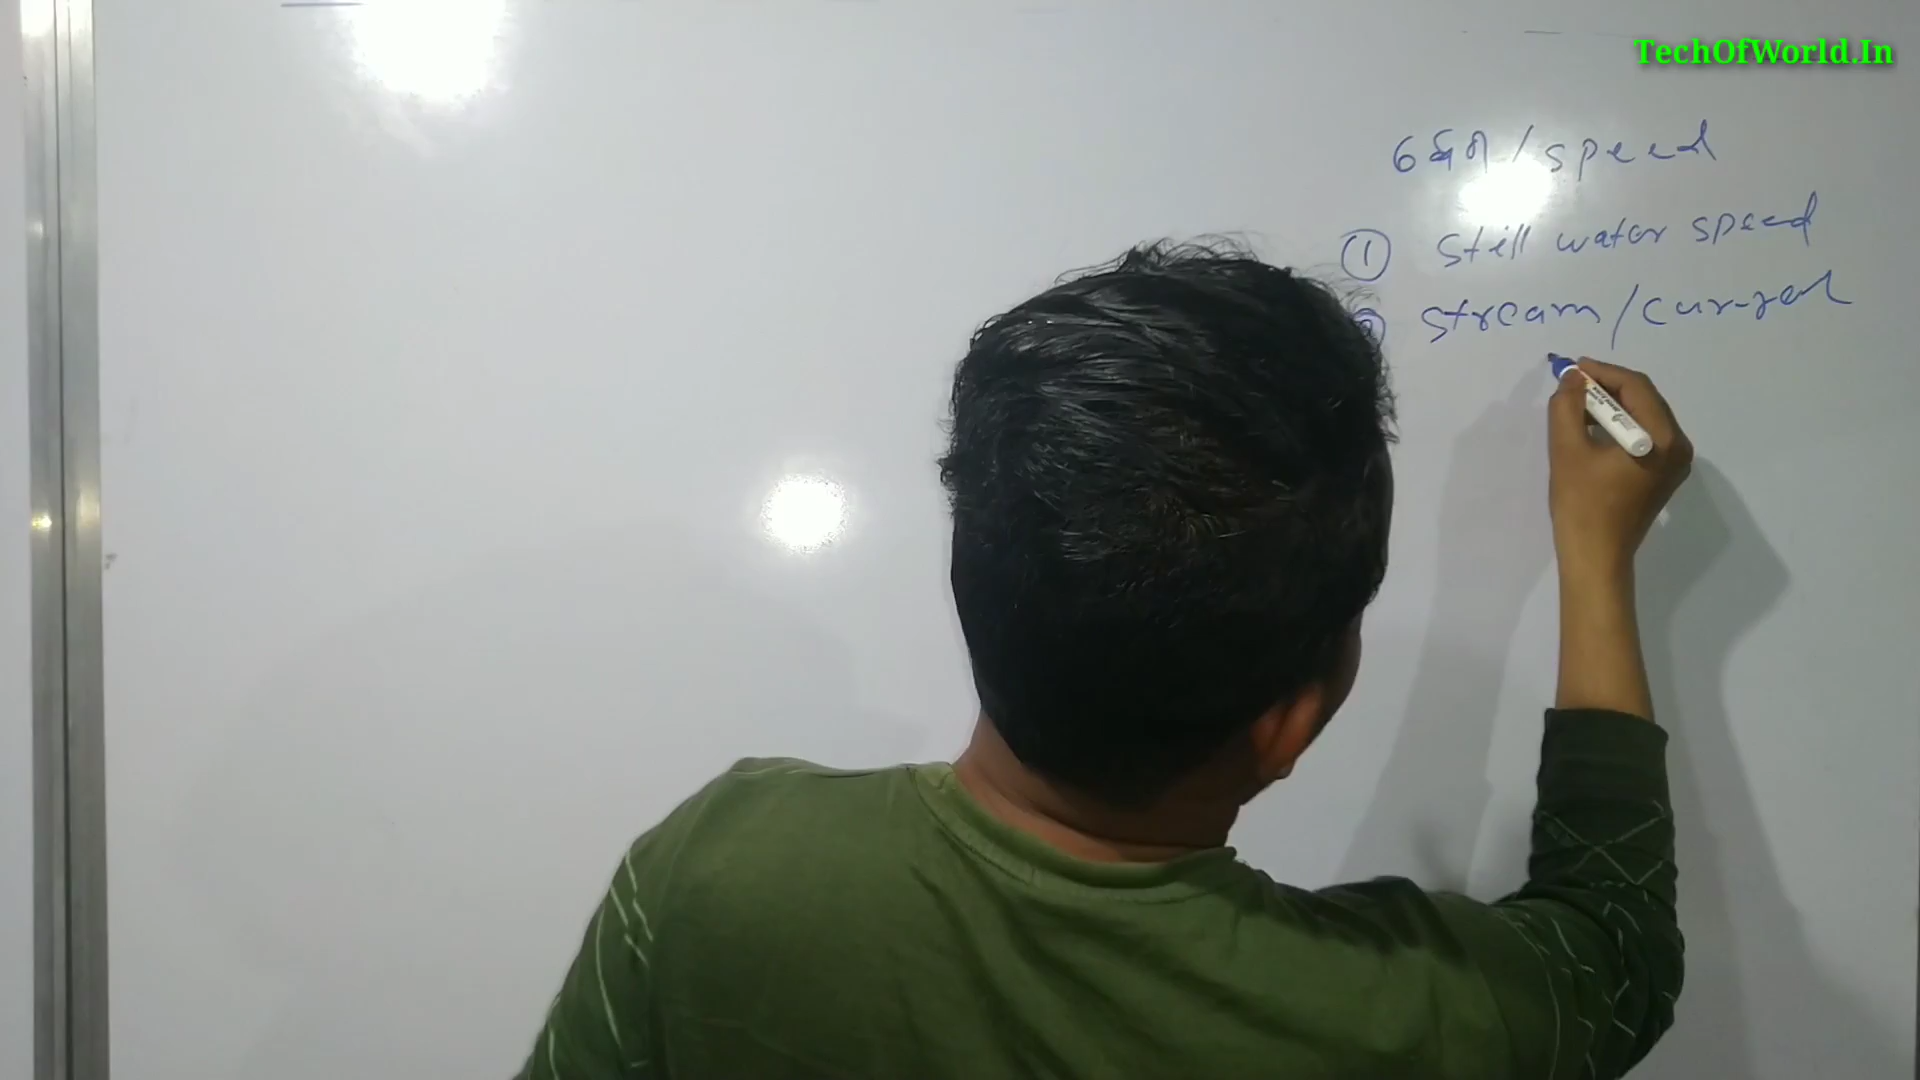 TechOfWorld.In
ବେଗ / speed
① Still water speed
② Stream / current